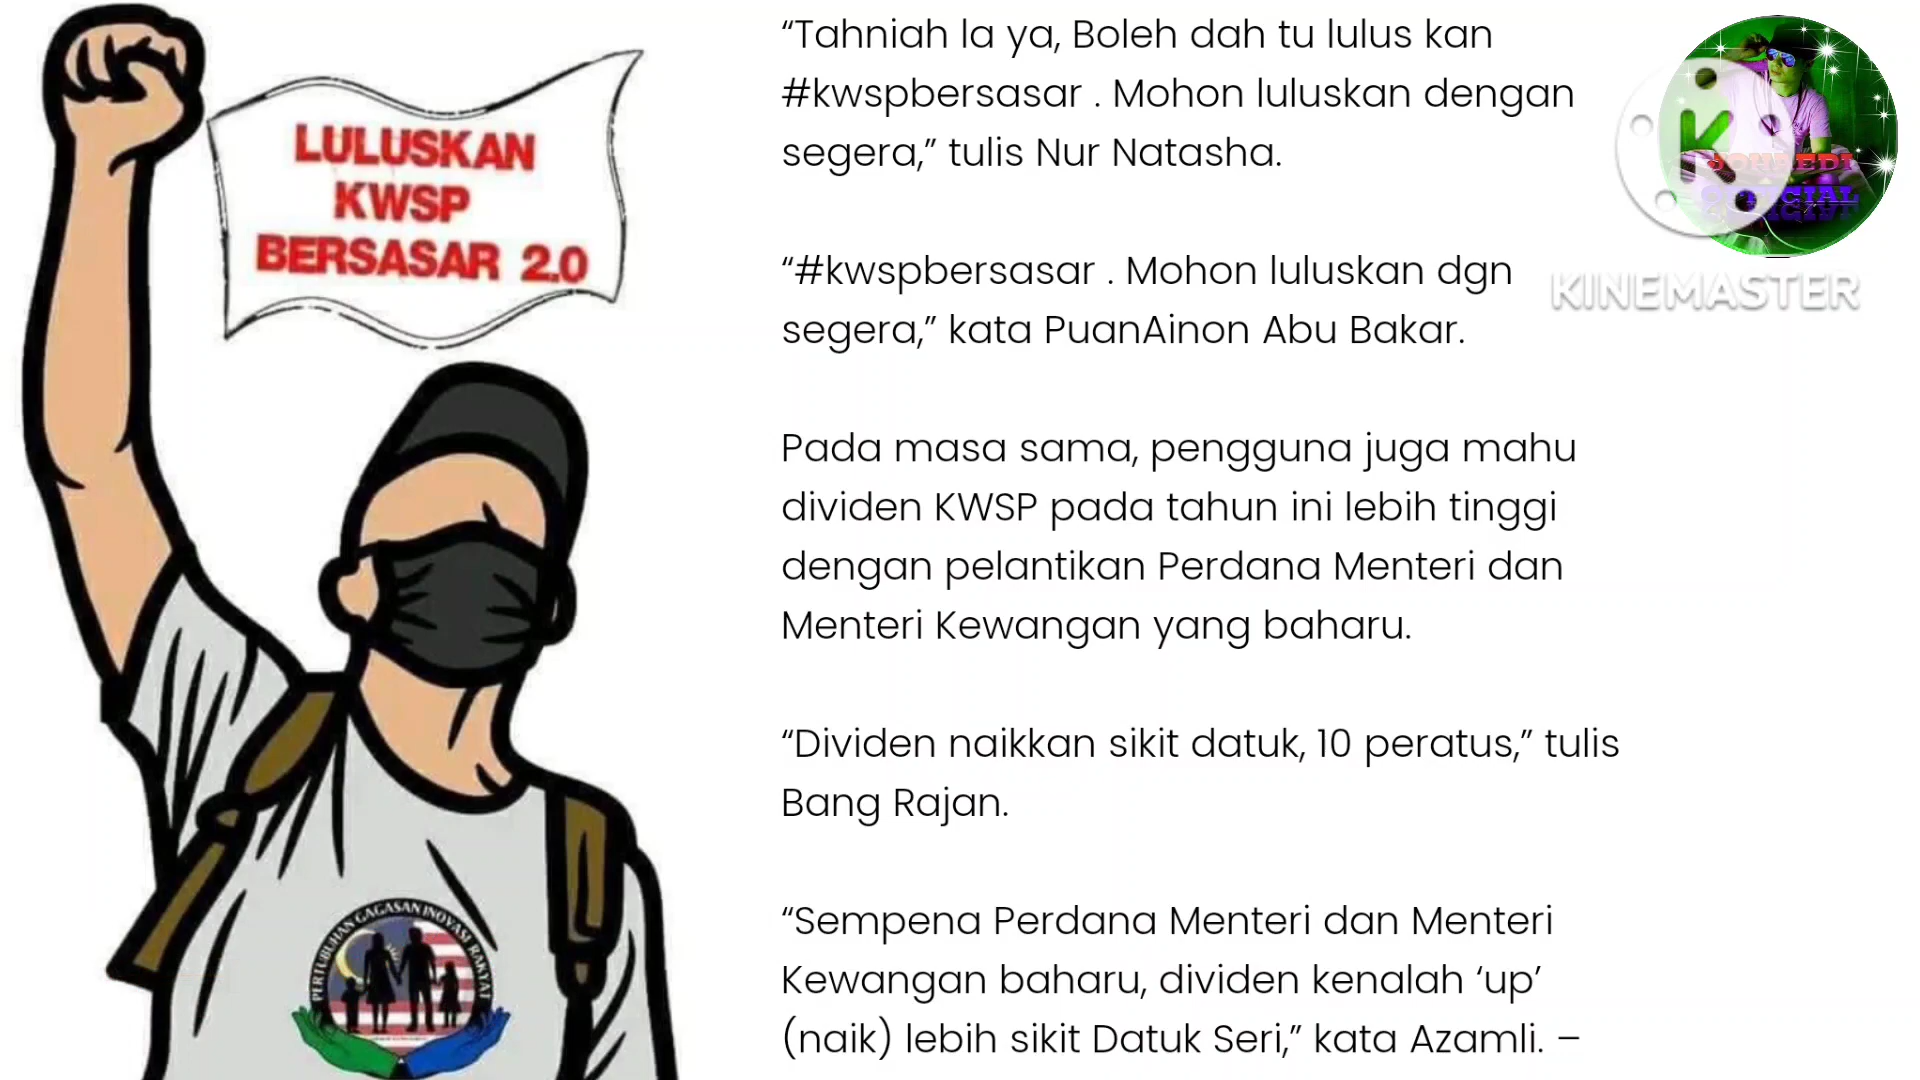 LULUSKAN
KWSP
BERSASAR 2.0
PERTUBUHAN GAGASAN INOVASI RAKYAT
“Tahniah la ya, Boleh dah tu lulus kan
#kwspbersasar . Mohon luluskan dengan
segera,” tulis Nur Natasha.
“#kwspbersasar . Mohon luluskan dgn
segera,” kata PuanAinon Abu Bakar.
Pada masa sama, pengguna juga mahu
dividen KWSP pada tahun ini lebih tinggi
dengan pelantikan Perdana Menteri dan
Menteri Kewangan yang baharu.
“Dividen naikkan sikit datuk, 10 peratus,” tulis
Bang Rajan.
“Sempena Perdana Menteri dan Menteri
Kewangan baharu, dividen kenalah ‘up’
(naik) lebih sikit Datuk Seri,” kata Azamli. –
K
KINEMASTER